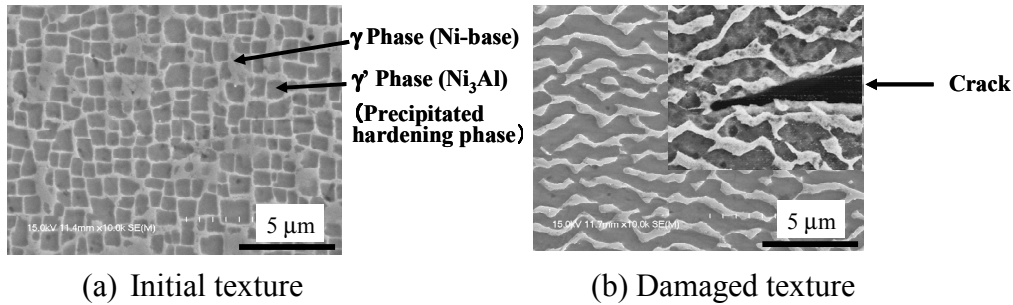 γ Phase (Ni-base)
γ' Phase (Ni₃Al)
(Precipitated
hardening phase)
15.0kV 11.4mm x10.0k SE(M)
5 μm
Crack
15.0kV 11.7mm x10.0k SE(M)
5 μm
(a) Initial texture
(b) Damaged texture